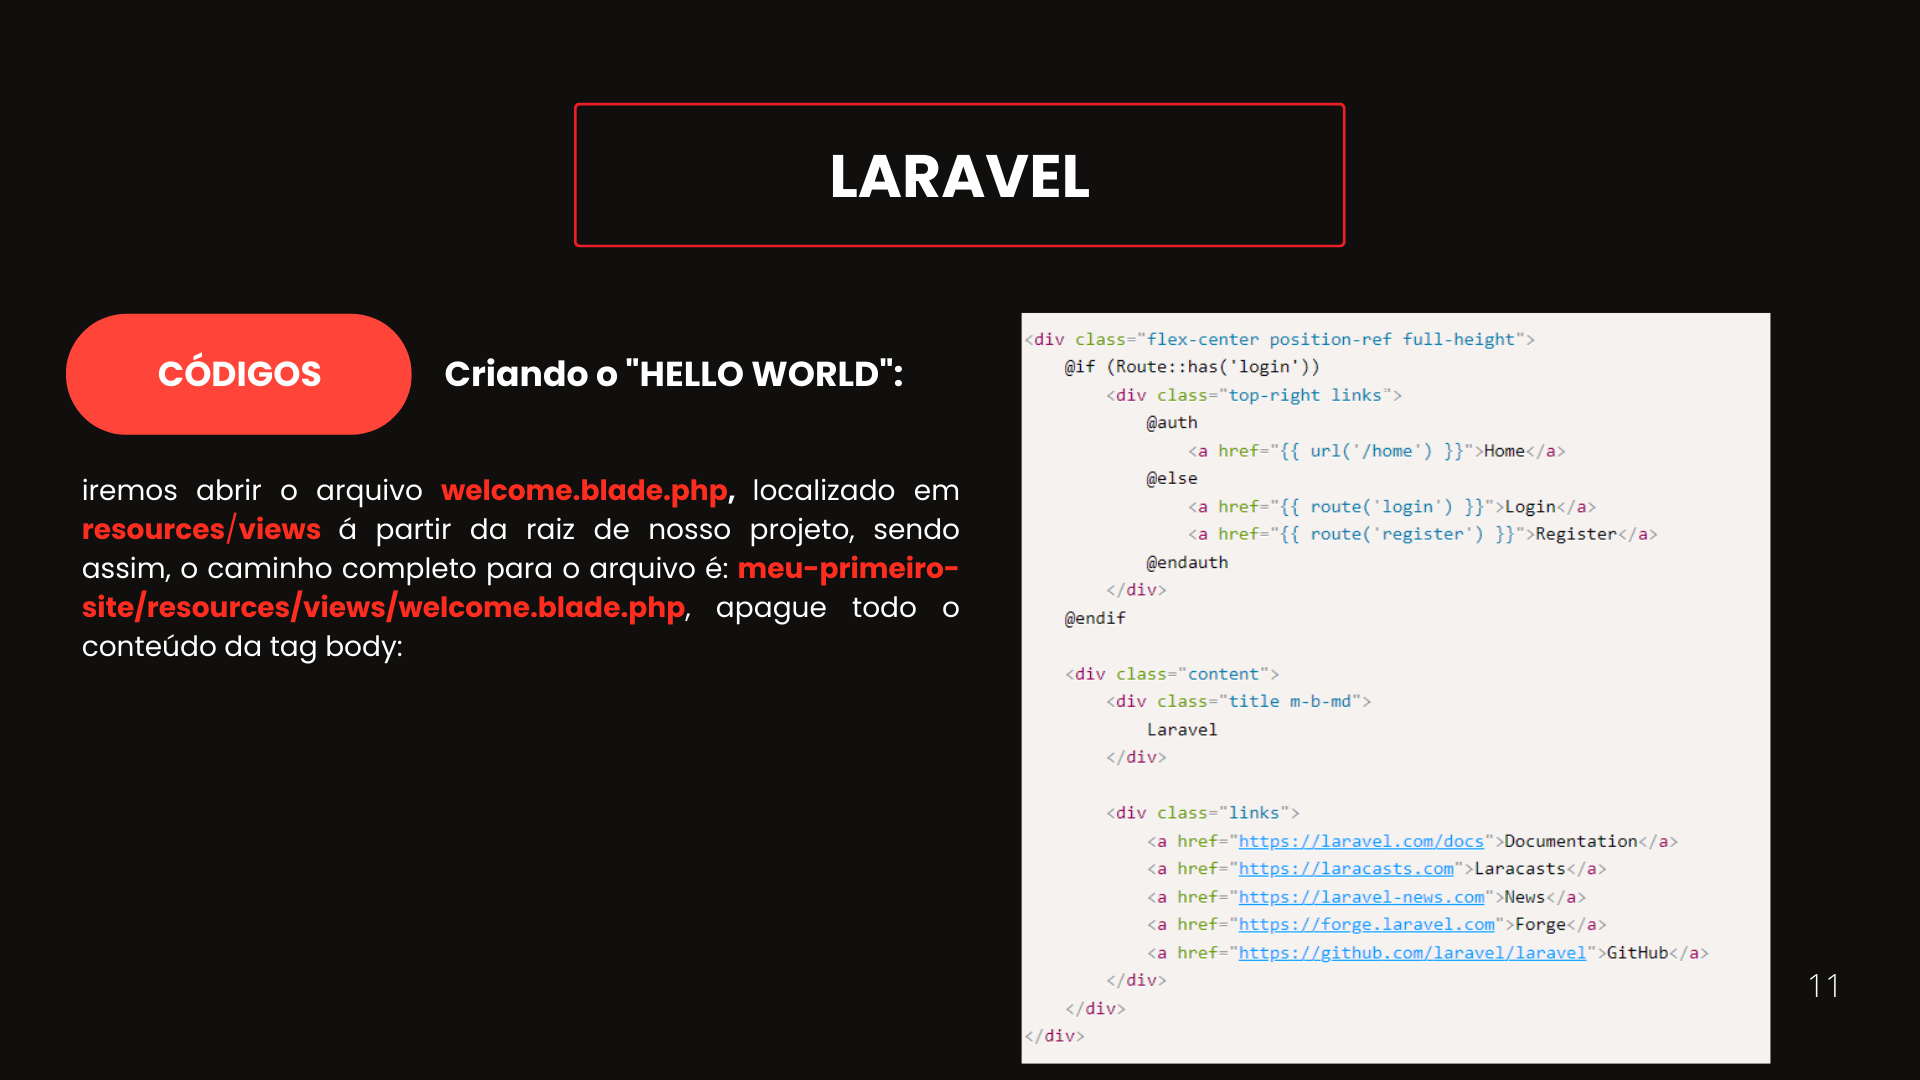 LARAVEL
CÓDIGOS
Criando o "HELLO WORLD":
iremos abrir o arquivo welcome.blade.php, localizado em
resources/views á partir da raiz de nosso projeto, sendo
assim, o caminho completo para o arquivo é: meu-primeiro-
site/resources/views/welcome.blade.php, apague todo o
conteúdo da tag body:
<div class="flex-center position-ref full-height">
    @if (Route::has('login'))
        <div class="top-right links">
            @auth
                <a href="{{ url('/home') }}">Home</a>
            @else
                <a href="{{ route('login') }}">Login</a>
                <a href="{{ route('register') }}">Register</a>
            @endauth
        </div>
    @endif
    <div class="content">
        <div class="title m-b-md">
            Laravel
        </div>
        <div class="links">
            <a href="https://laravel.com/docs">Documentation</a>
            <a href="https://laracasts.com">Laracasts</a>
            <a href="https://laravel-news.com">News</a>
            <a href="https://forge.laravel.com">Forge</a>
            <a href="https://github.com/laravel/laravel">GitHub</a>
        </div>
    </div>
</div>
11